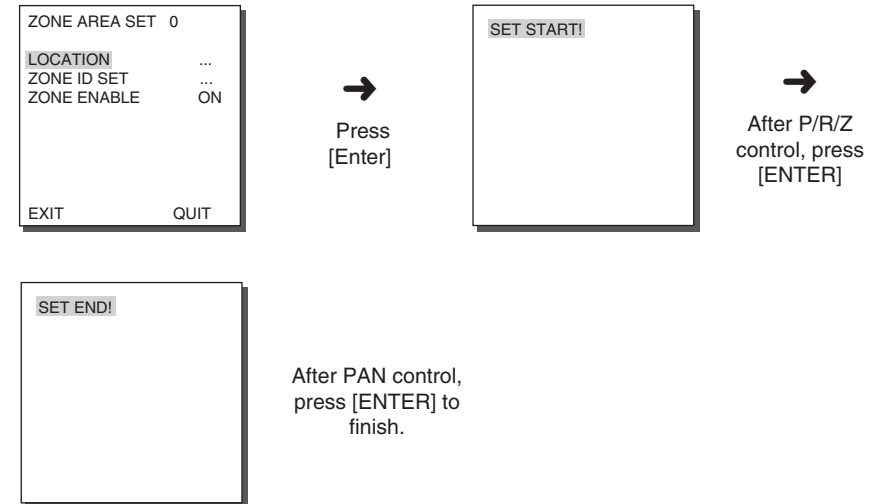 ZONE AREA SET 0
LOCATION ...
ZONE ID SET ...
ZONE ENABLE ON
EXIT QUIT
Press
[Enter]
SET START!
After P/R/Z
control, press
[ENTER]
SET END!
After PAN control,
press [ENTER] to
finish.